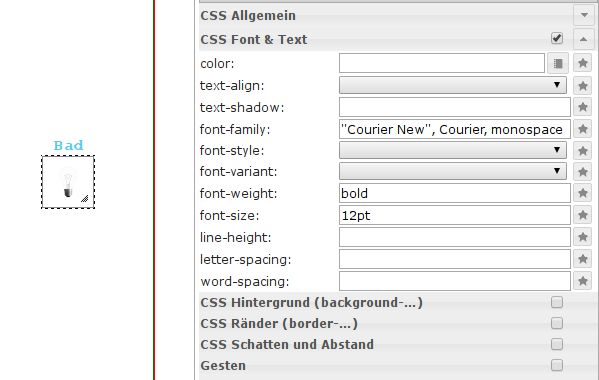 CSS Allgemein
CSS Font & Text
color:
text-align:
text-shadow:
Bad
font-family: "Courier New", Courier, monospace
font-style:
font-variant:
font-weight: bold
font-size: 12pt
line-height:
letter-spacing:
word-spacing:
CSS Hintergrund (background-...)
CSS Ränder (border-...)
CSS Schatten und Abstand
Gesten